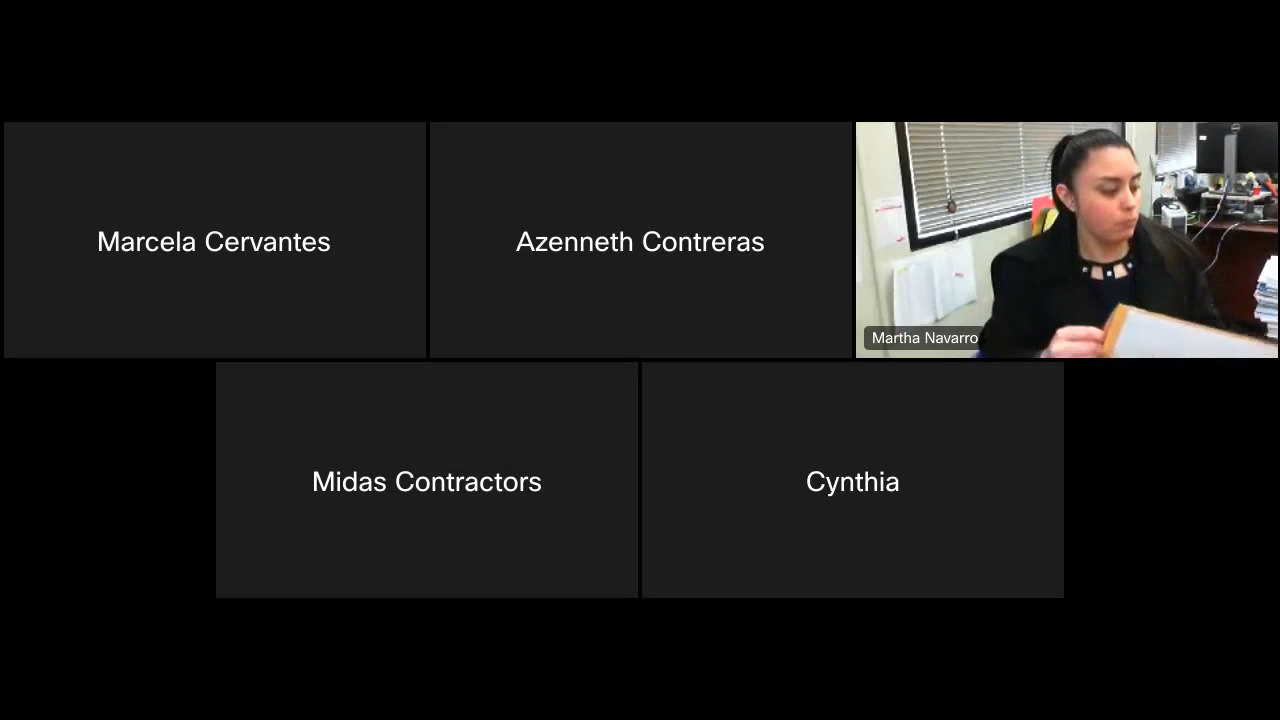 Marcela Cervantes
Azenneth Contreras
Martha Navarro
Midas Contractors
Cynthia